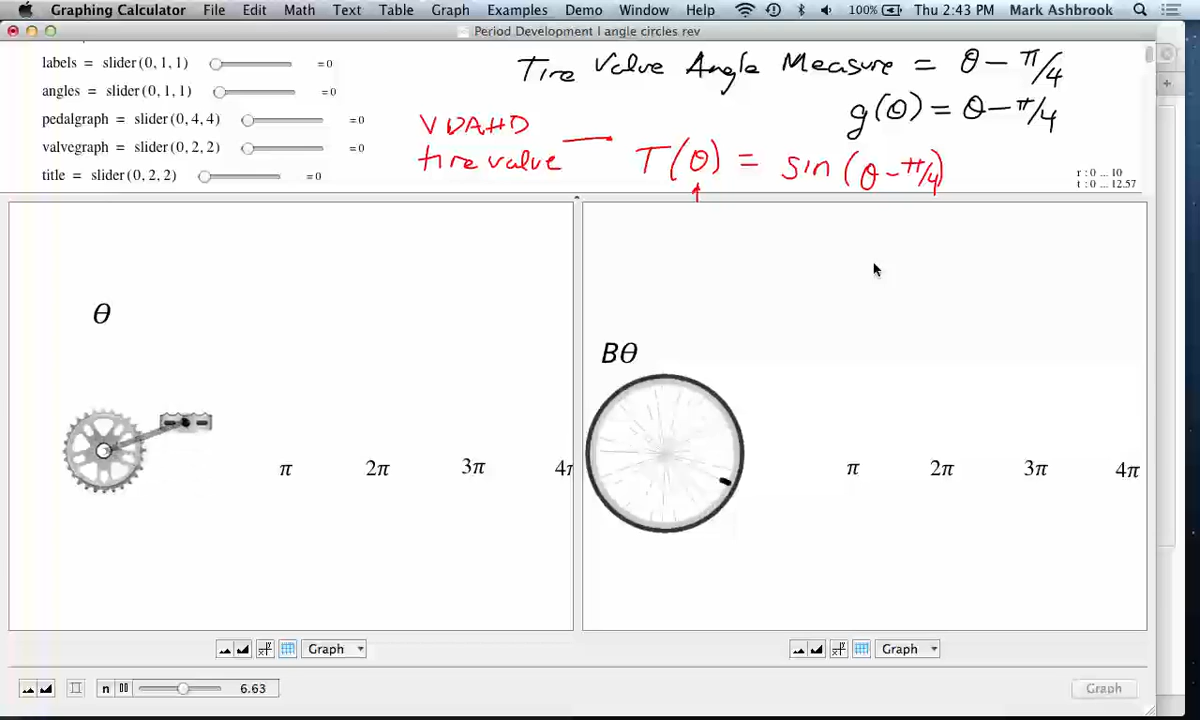 Graphing Calculator File Edit Math Text Table Graph Examples Demo Window Help 100% Thu 2:43 PM Mark Ashbrook
Period Development I angle circles rev
labels = slider (0, 1, 1) = 0
angles = slider (0, 1, 1) = 0
pedalgraph = slider (0, 4, 4) = 0
valvegraph = slider (0, 2, 2) = 0
title = slider (0, 2, 2) = 0
Tire Valve Angle Measure = θ - π/4
g(θ) = θ - π/4
VDAHD
tire valve — T(θ) = sin(θ - π/4)
r : 0 ... 10
t : 0 ... 12.57
θ
π 2π 3π 4π
Bθ
π 2π 3π 4π
Graph
Graph
n 6.63
Graph